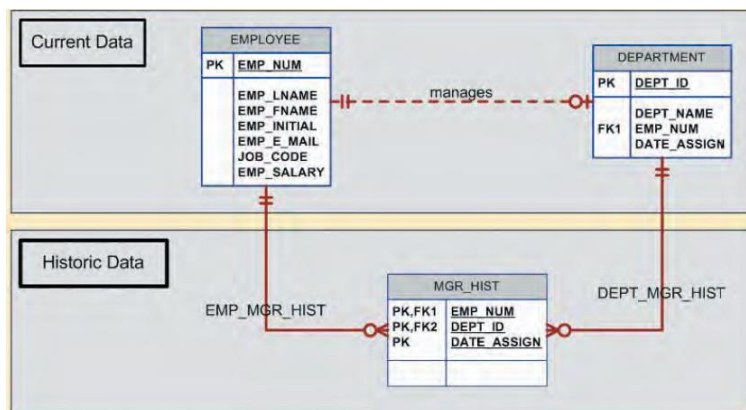 Current Data
EMPLOYEE
PK EMP_NUM
EMP_LNAME
EMP_FNAME
EMP_INITIAL
EMP_E_MAIL
JOB_CODE
EMP_SALARY
manages
DEPARTMENT
PK DEPT_ID
DEPT_NAME
FK1 EMP_NUM
DATE_ASSIGN
Historic Data
EMP_MGR_HIST
MGR_HIST
PK,FK1 EMP_NUM
PK,FK2 DEPT_ID
PK DATE_ASSIGN
DEPT_MGR_HIST